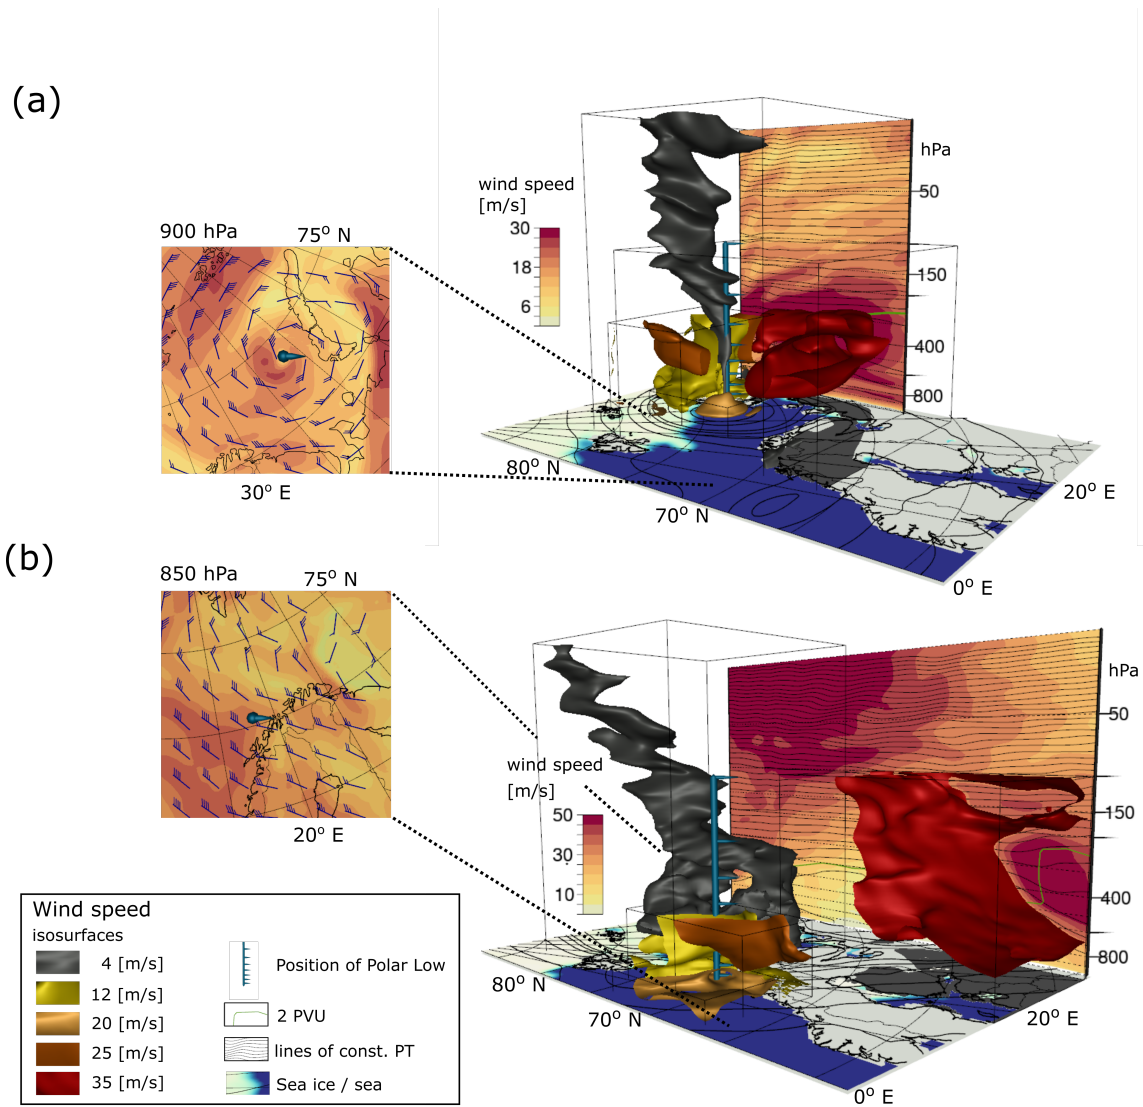 (a)
900 hPa
75° N
30° E
wind speed
[m/s]
30
18
6
hPa
50
150
400
800
80° N
70° N
20° E
0° E
(b)
850 hPa
75° N
20° E
wind speed
[m/s]
50
30
10
hPa
50
150
400
800
80° N
70° N
20° E
0° E
Wind speed
isosurfaces
4 [m/s]
12 [m/s]
20 [m/s]
25 [m/s]
35 [m/s]
Position of Polar Low
2 PVU
lines of const. PT
Sea ice / sea